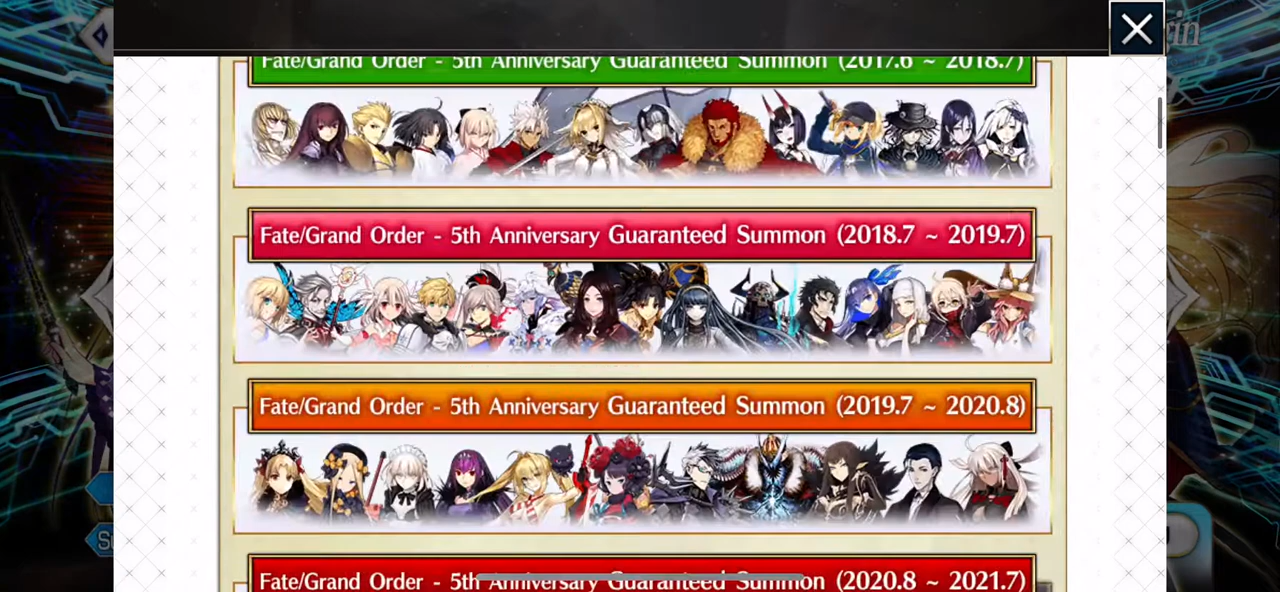 Fate/Grand Order - 5th Anniversary Guaranteed Summon (2017.6 ~ 2018.7)
Fate/Grand Order - 5th Anniversary Guaranteed Summon (2018.7 ~ 2019.7)
Fate/Grand Order - 5th Anniversary Guaranteed Summon (2019.7 ~ 2020.8)
Fate/Grand Order - 5th Anniversary Guaranteed Summon (2020.8 ~ 2021.7)